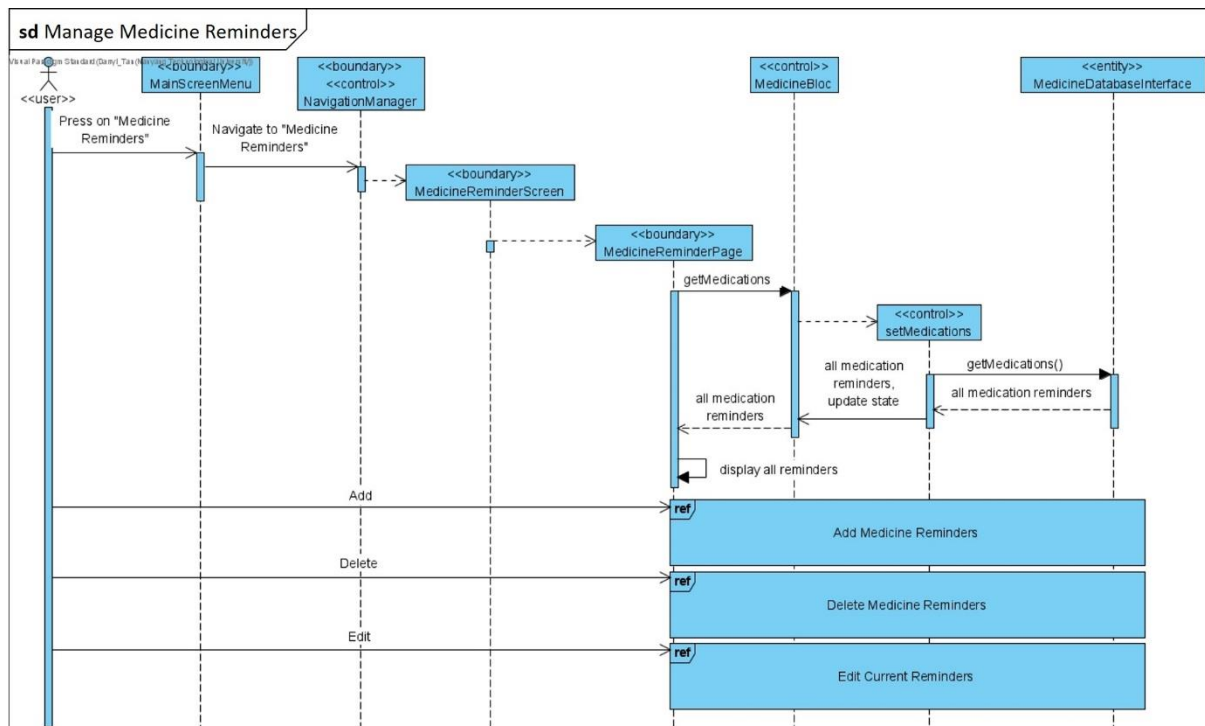 sd Manage Medicine Reminders
<<user>>
<<boundary>>
MainScreenMenu
<<boundary>>
<<control>>
NavigationManager
<<control>>
MedicineBloc
<<entity>>
MedicineDatabaseInterface
Press on "Medicine
Reminders"
Navigate to "Medicine
Reminders"
<<boundary>>
MedicineReminderScreen
<<boundary>>
MedicineReminderPage
getMedications
<<control>>
setMedications
getMedications()
all medication
reminders,
update state
all medication reminders
all medication
reminders
display all reminders
Add
ref
Add Medicine Reminders
Delete
ref
Delete Medicine Reminders
Edit
ref
Edit Current Reminders